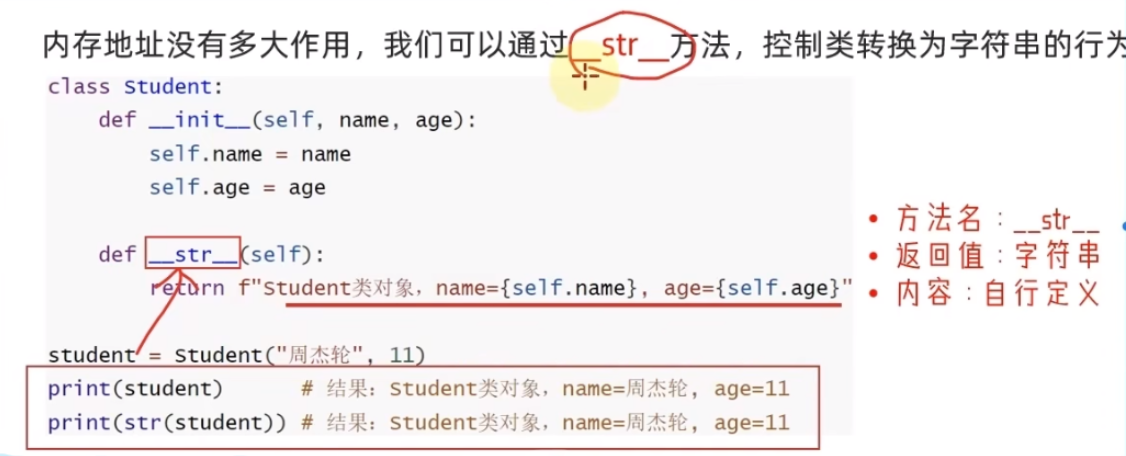 内存地址没有多大作用，我们可以通过__str__方法，控制类转换为字符串的行为
class Student:
    def __init__(self, name, age):
        self.name = name
        self.age = age
    def __str__(self):
        return f"Student类对象，name={self.name}, age={self.age}"
• 方法名：__str__
• 返回值：字符串
• 内容：自行定义
student = Student("周杰轮", 11)
print(student)      # 结果：Student类对象，name=周杰轮, age=11
print(str(student)) # 结果：Student类对象，name=周杰轮, age=11